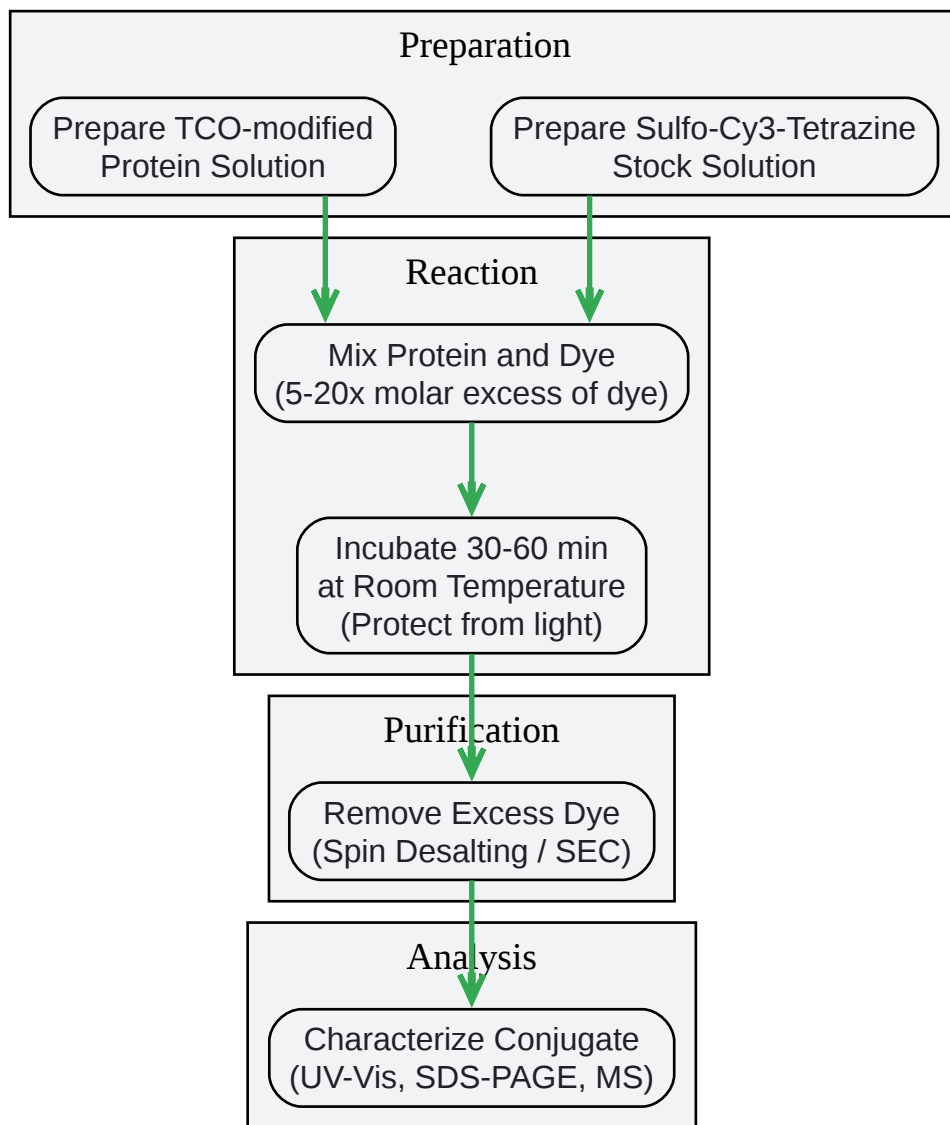 Preparation
Prepare TCO-modified
Protein Solution
Prepare Sulfo-Cy3-Tetrazine
Stock Solution
Reaction
Mix Protein and Dye
(5-20x molar excess of dye)
Incubate 30-60 min
at Room Temperature
(Protect from light)
Purification
Remove Excess Dye
(Spin Desalting / SEC)
Analysis
Characterize Conjugate
(UV-Vis, SDS-PAGE, MS)